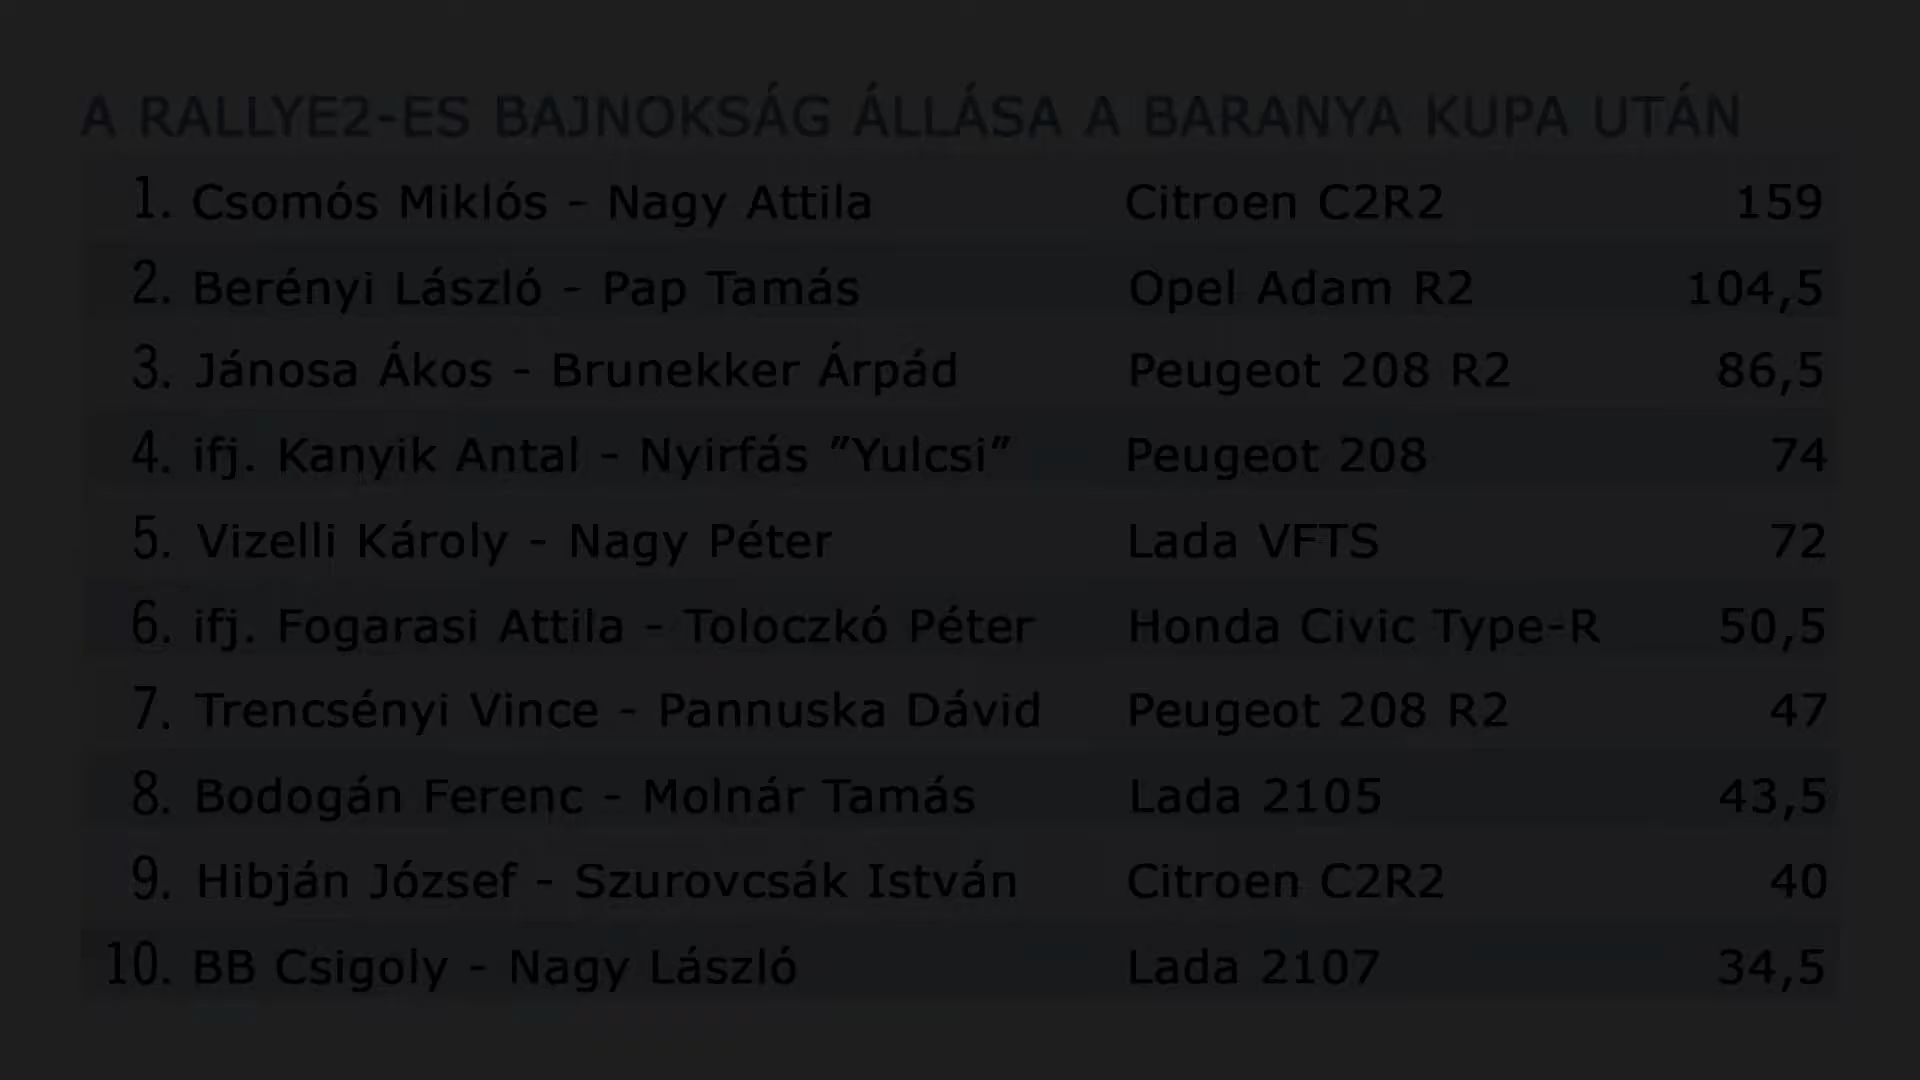 A RALLYE2-ES BAJNOKSÁG ÁLLÁSA A BARANYA KUPA UTÁN
1. Csomós Miklós - Nagy Attila Citroen C2R2 159
2. Berényi László - Pap Tamás Opel Adam R2 104,5
3. Jánosa Ákos - Brunekker Árpád Peugeot 208 R2 86,5
4. ifj. Kanyik Antal - Nyirfás ”Yulcsi” Peugeot 208 74
5. Vizelli Károly - Nagy Péter Lada VFTS 72
6. ifj. Fogarasi Attila - Toloczkó Péter Honda Civic Type-R 50,5
7. Trencsényi Vince - Pannuska Dávid Peugeot 208 R2 47
8. Bodogán Ferenc - Molnár Tamás Lada 2105 43,5
9. Hibján József - Szurovcsák István Citroen C2R2 40
10. BB Csigoly - Nagy László Lada 2107 34,5